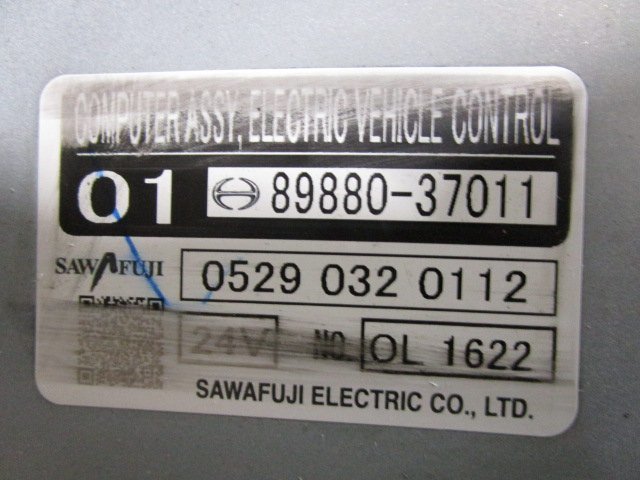 COMPUTER ASSY, ELECTRIC VEHICLE CONTROL
01 89880-37011
SAWAFUJI 0529 032 0112
24V NO. OL 1622
SAWAFUJI ELECTRIC CO., LTD.